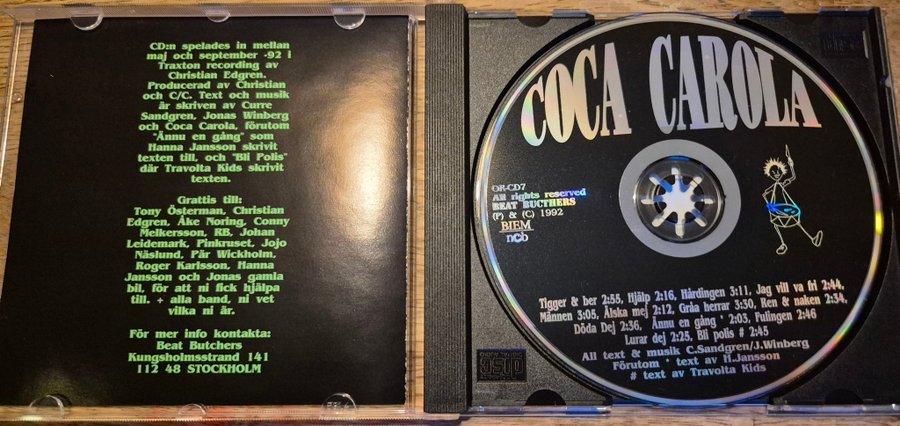 CD:n spelades in mellan
maj och september -92 i
Traxton recording av
Christian Edgren.
Producerad av Christian
och C/C. Text och musik
är skriven av Curre
Sandgren, Jonas Winberg
och Coca Carola, förutom
"Ännu en gång" som
Hanna Jansson skrivit
texten till, och "Bli Polis"
där Travolta Kids skrivit
texten.
Grattis till:
Tony Österman, Christian
Edgren, Åke Noring, Conny
Melkersson, RB, Johan
Leidemark, Pinkruset, Jojo
Näslund, Pär Wickholm,
Roger Karlsson, Hanna
Jansson och Jonas gamla
bil, för att ni fick hjälpa
till. + alla band, ni vet
vilka ni är.
För mer info kontakta:
Beat Butchers
Kungsholmsstrand 141
112 48 STOCKHOLM
COCA CAROLA
OR-CD7
All rights reserved
BEAT BUCTHERS
(P) & (C) 1992
BIEM
ncb
Tigger & ber 2:55, Hjälp 2:16, Hårdingen 3:11, Jag vill va fri 2:44,
Männen 3:05, Älska mej 2:12, Gråa herrar 3:30, Ren & naken 2:34,
Döda Dej 2:36, Ännu en gång * 2:03, Fulingen 2:46
Lurar dej 2:25, Bli polis # 2:45
All text & musik C.Sandgren/J.Winberg
Förutom * text av H.Jansson
# text av Travolta Kids